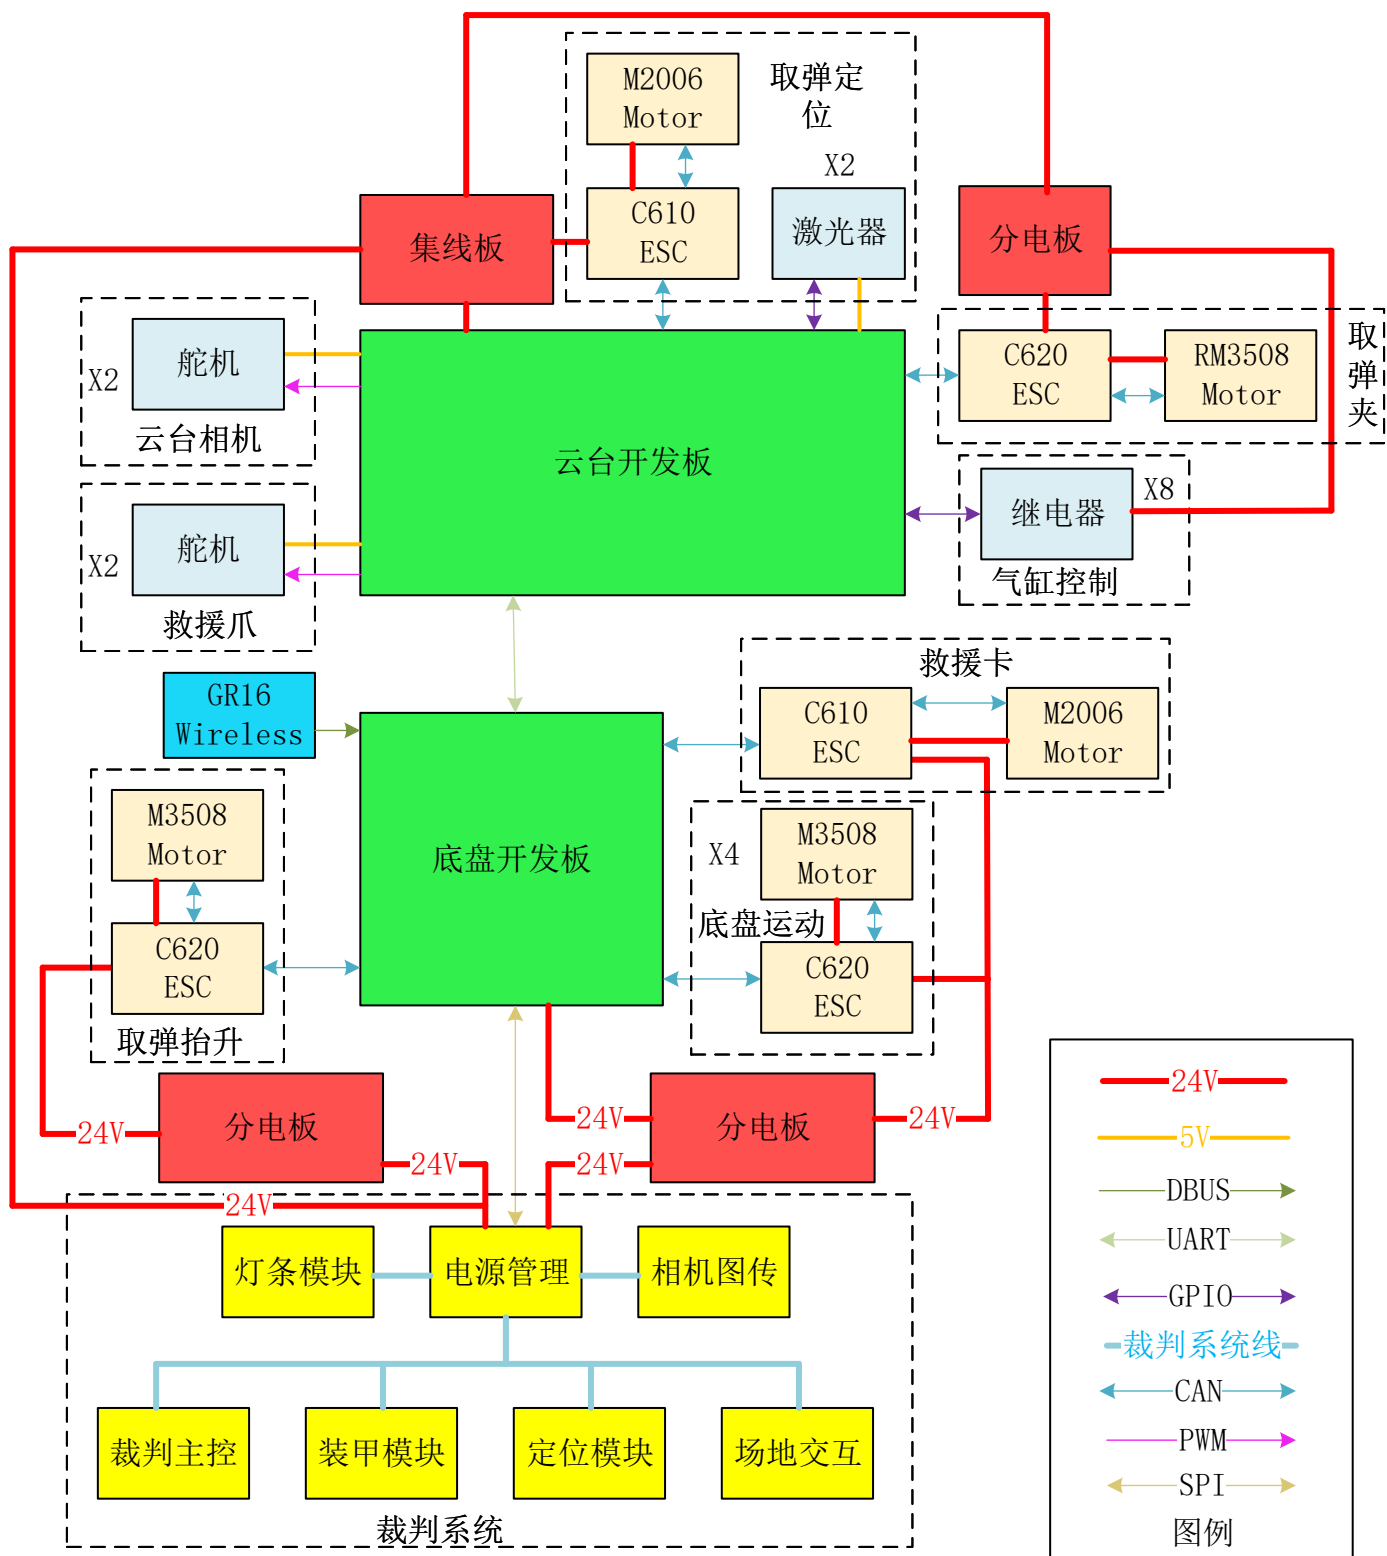 M2006
Motor
取弹定
位
X2
集线板
C610
ESC
激光器
分电板
X2
舵机
云台相机
云台开发板
C620
ESC
RM3508
Motor
取
弹
夹
X2
舵机
救援爪
继电器
X8
气缸控制
GR16
Wireless
救援卡
C610
ESC
M2006
Motor
M3508
Motor
C620
ESC
取弹抬升
底盘开发板
X4
M3508
Motor
底盘运动
C620
ESC
24V
分电板
24V
24V
分电板
24V
24V
24V
灯条模块
电源管理
相机图传
裁判主控
装甲模块
定位模块
场地交互
裁判系统
24V
5V
DBUS
UART
GPIO
裁判系统线
CAN
PWM
SPI
图例